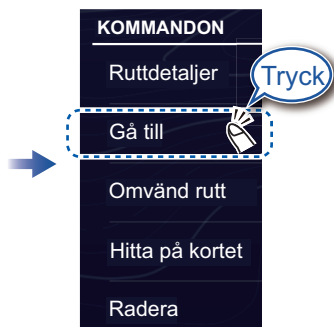 KOMMANDON
Ruttdetaljer
Tryck
Gå till
Omvänd rutt
Hitta på kortet
Radera